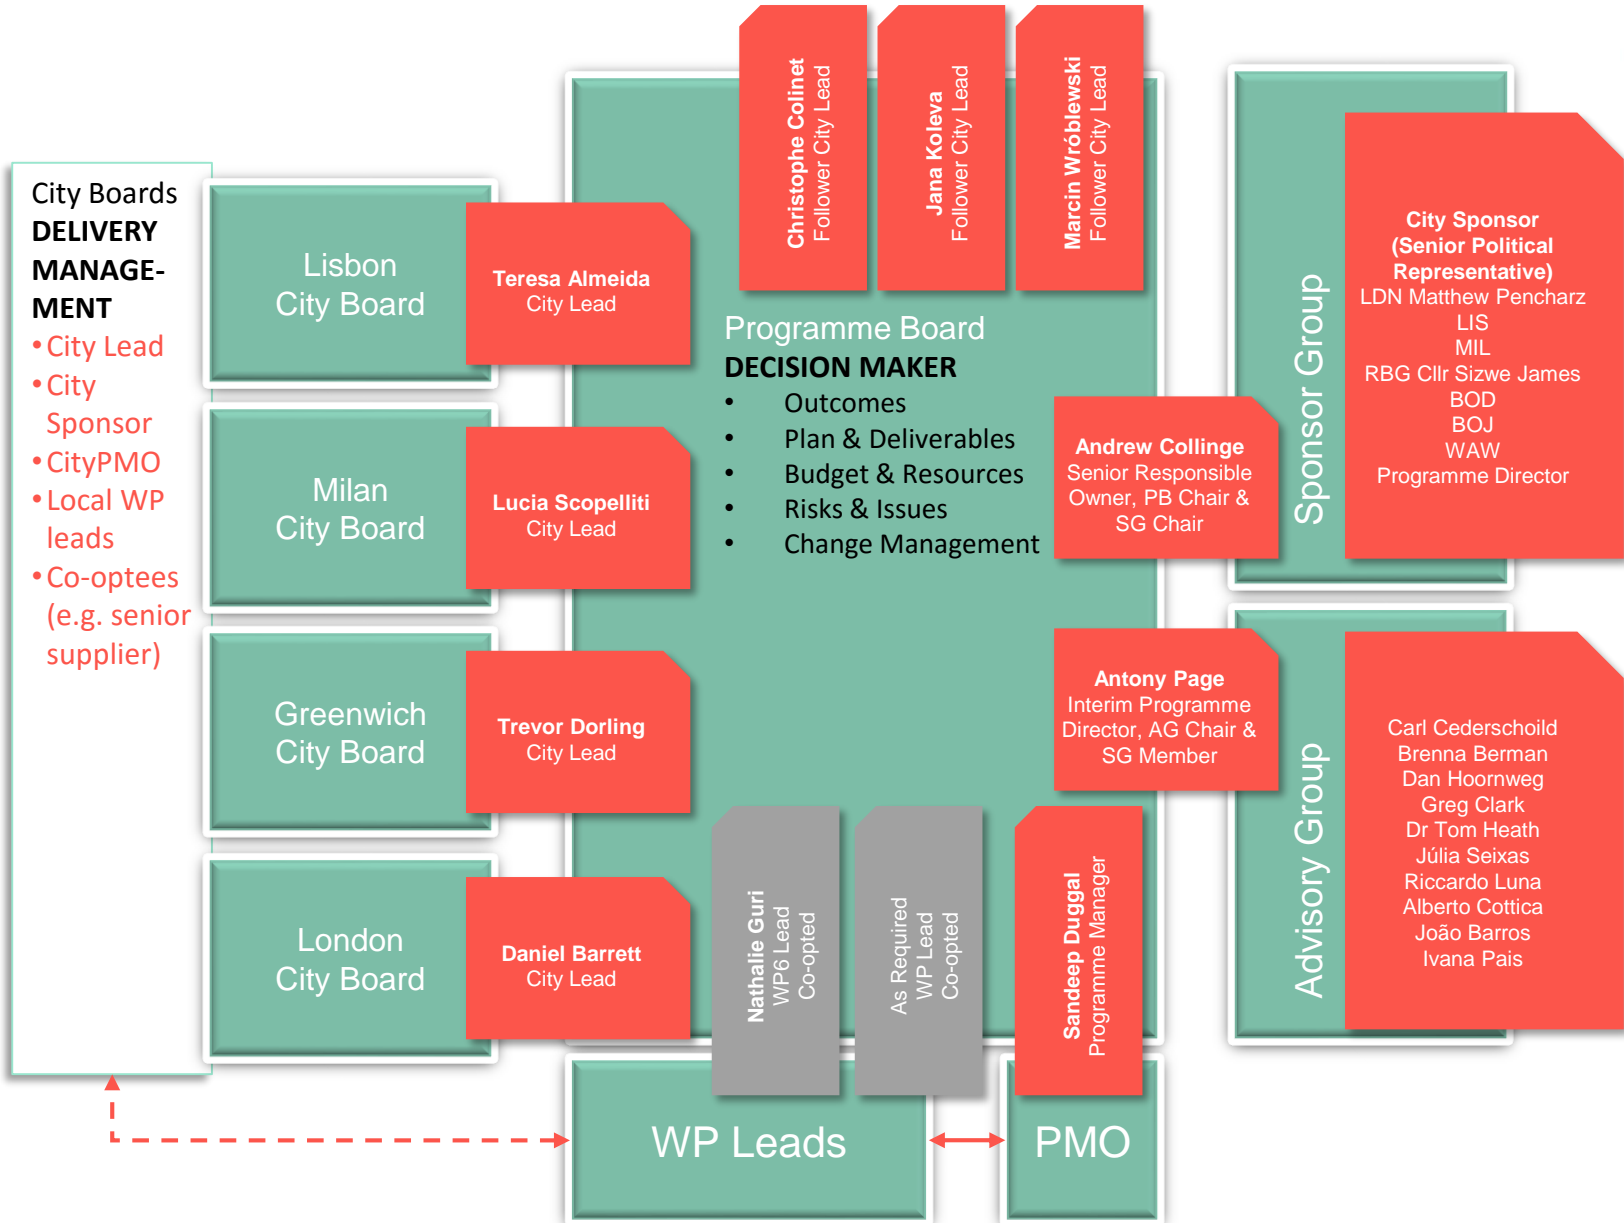 City Boards
DELIVERY
MANAGE-
MENT
• City Lead
• City
Sponsor
• CityPMO
• Local WP
leads
• Co-optees
(e.g. senior
supplier)
Lisbon
City Board
Teresa Almeida
City Lead
Milan
City Board
Lucia Scopelliti
City Lead
Greenwich
City Board
Trevor Dorling
City Lead
London
City Board
Daniel Barrett
City Lead
Christophe Colinet
Follower City Lead
Jana Koleva
Follower City Lead
Marcin Wróblewski
Follower City Lead
Programme Board
DECISION MAKER
• Outcomes
• Plan & Deliverables
• Budget & Resources
• Risks & Issues
• Change Management
Andrew Collinge
Senior Responsible
Owner, PB Chair &
SG Chair
Antony Page
Interim Programme
Director, AG Chair &
SG Member
Nathalie Guri
WP6 Lead
Co-opted
As Required
WP Lead
Co-opted
Sandeep Duggal
Programme Manager
WP Leads
PMO
Sponsor Group
City Sponsor
(Senior Political
Representative)
LDN Matthew Pencharz
LIS
MIL
RBG Cllr Sizwe James
BOD
BOJ
WAW
Programme Director
Advisory Group
Carl Cederschoild
Brenna Berman
Dan Hoornweg
Greg Clark
Dr Tom Heath
Júlia Seixas
Riccardo Luna
Alberto Cottica
João Barros
Ivana Pais